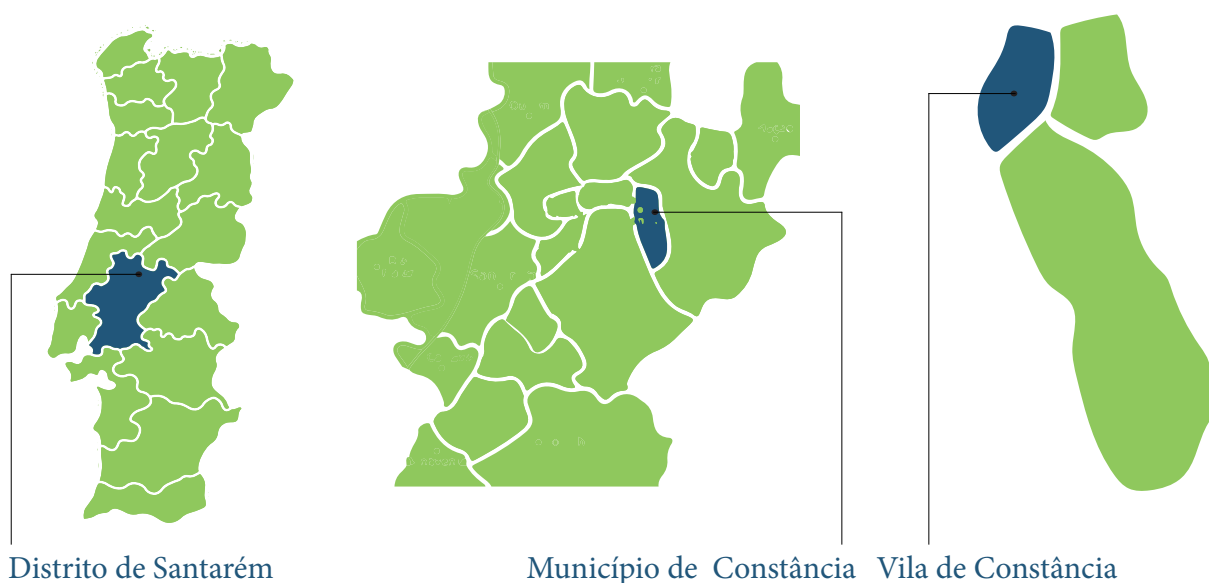 Distrito de Santarém
Município de Constância
Vila de Constância